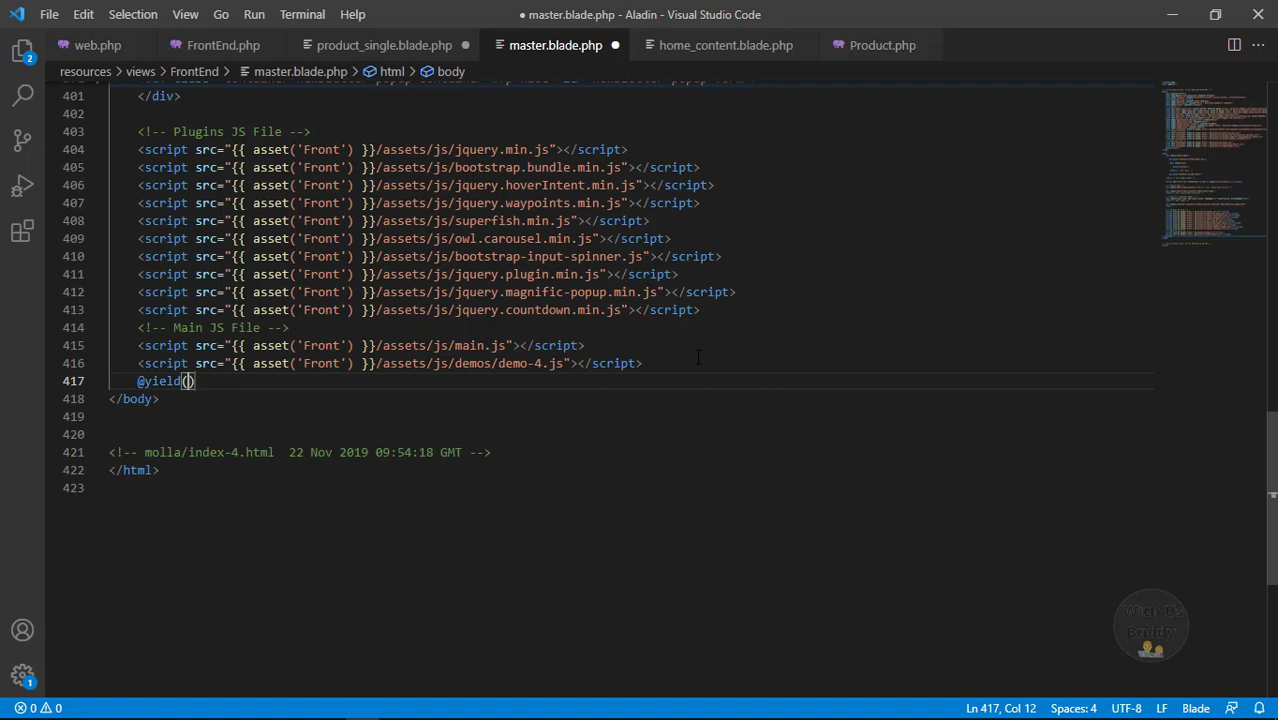 File Edit Selection View Go Run Terminal Help
● master.blade.php - Aladin - Visual Studio Code
web.php FrontEnd.php product_single.blade.php ● master.blade.php ● home_content.blade.php Product.php
resources > views > FrontEnd > master.blade.php > html > body
401 </div>
402
403 <!-- Plugins JS File -->
404 <script src="{{ asset('Front') }}/assets/js/jquery.min.js"></script>
405 <script src="{{ asset('Front') }}/assets/js/bootstrap.bundle.min.js"></script>
406 <script src="{{ asset('Front') }}/assets/js/jquery.hoverIntent.min.js"></script>
407 <script src="{{ asset('Front') }}/assets/js/jquery.waypoints.min.js"></script>
408 <script src="{{ asset('Front') }}/assets/js/superfish.min.js"></script>
409 <script src="{{ asset('Front') }}/assets/js/owl.carousel.min.js"></script>
410 <script src="{{ asset('Front') }}/assets/js/bootstrap-input-spinner.js"></script>
411 <script src="{{ asset('Front') }}/assets/js/jquery.plugin.min.js"></script>
412 <script src="{{ asset('Front') }}/assets/js/jquery.magnific-popup.min.js"></script>
413 <script src="{{ asset('Front') }}/assets/js/jquery.countdown.min.js"></script>
414 <!-- Main JS File -->
415 <script src="{{ asset('Front') }}/assets/js/main.js"></script>
416 <script src="{{ asset('Front') }}/assets/js/demos/demo-4.js"></script>
417 @yield()
418 </body>
419
420
421 <!-- molla/index-4.html  22 Nov 2019 09:54:18 GMT -->
422 </html>
423
2
With Us
Buddy
1
0 0 Ln 417, Col 12 Spaces: 4 UTF-8 LF Blade